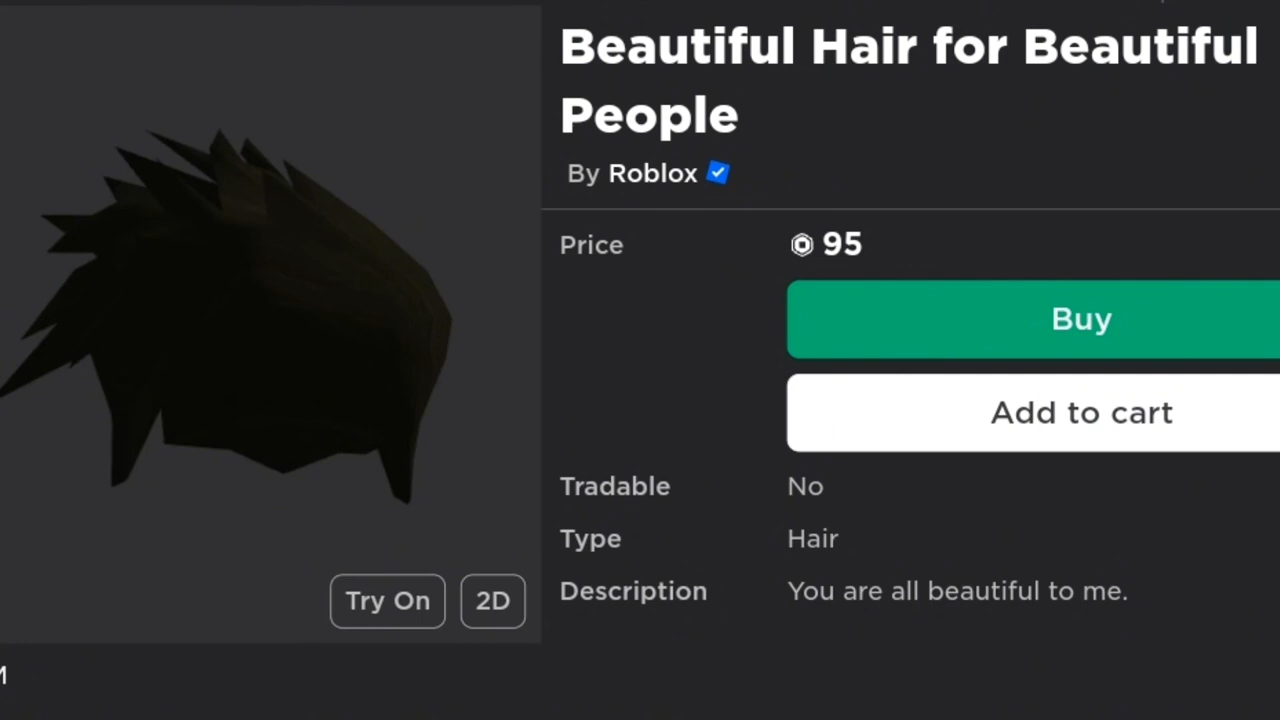 Beautiful Hair for Beautiful
People
By Roblox
Price 95
Buy
Add to cart
Tradable No
Type Hair
Description You are all beautiful to me.
Try On 2D